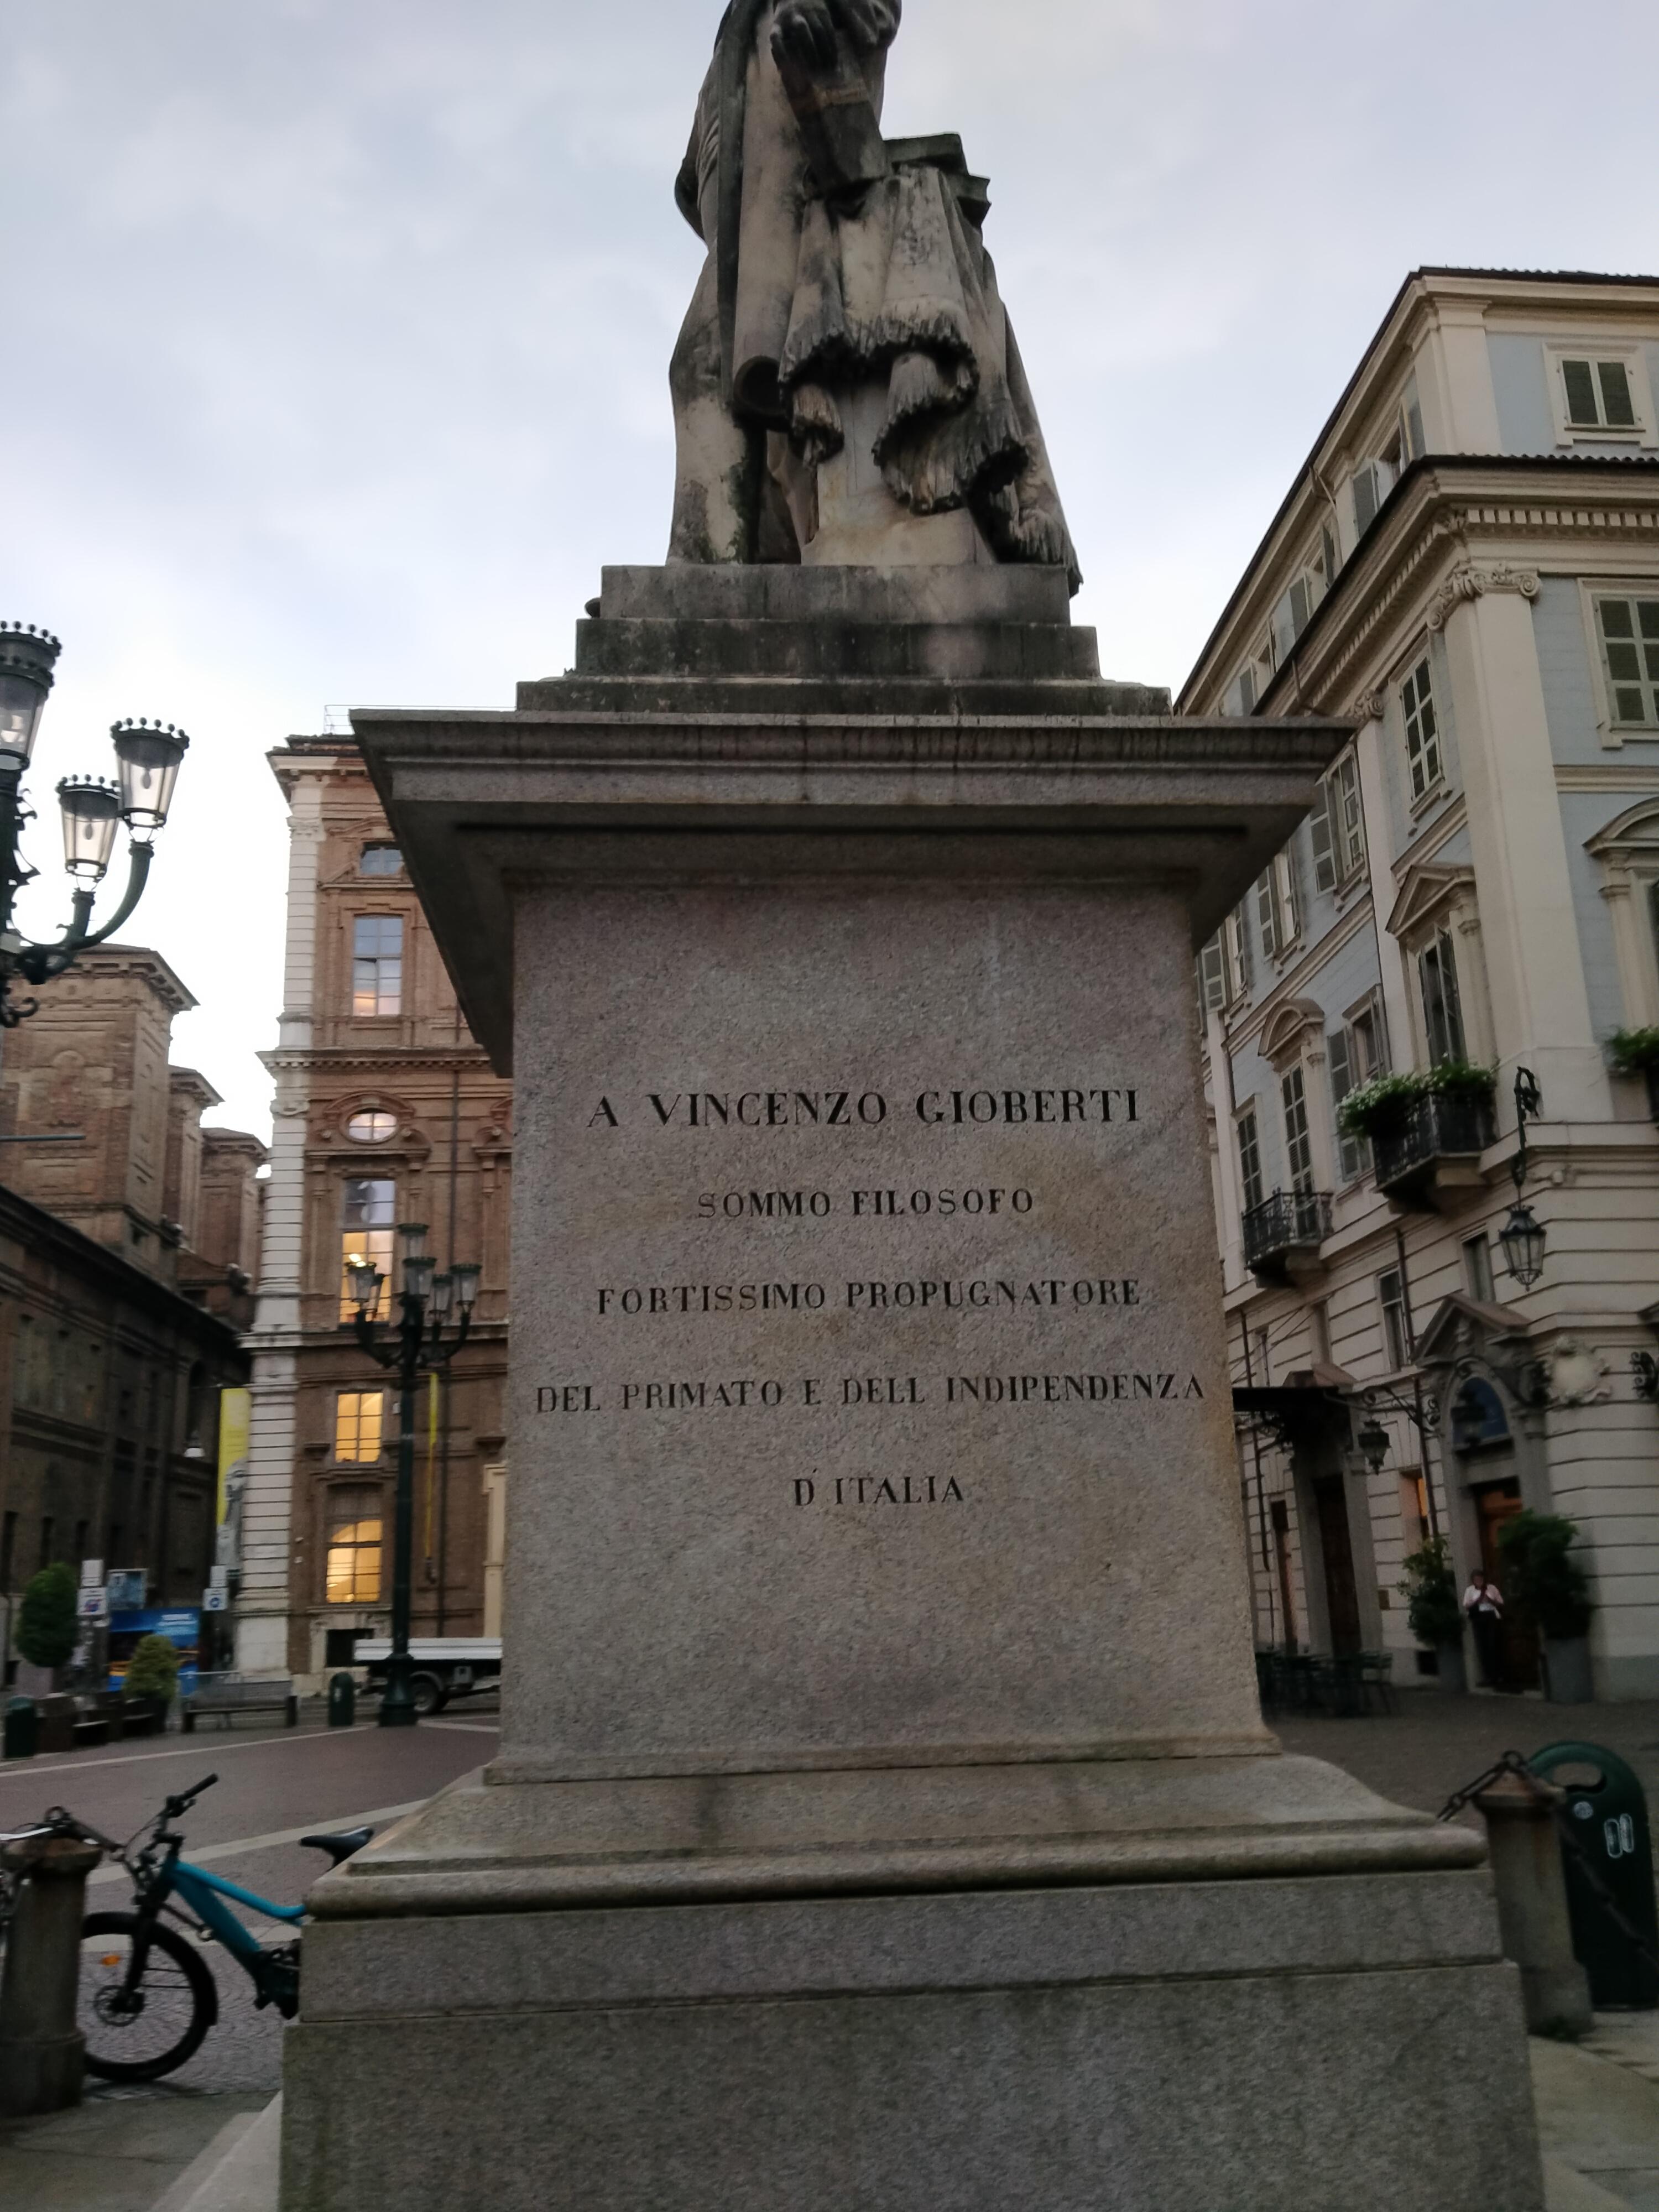 A VINCENZO GIOBERTI
SOMMO FILOSOFO
FORTISSIMO PROPUGNATORE
DEL PRIMATO E DELL INDIPENDENZA
D' ITALIA